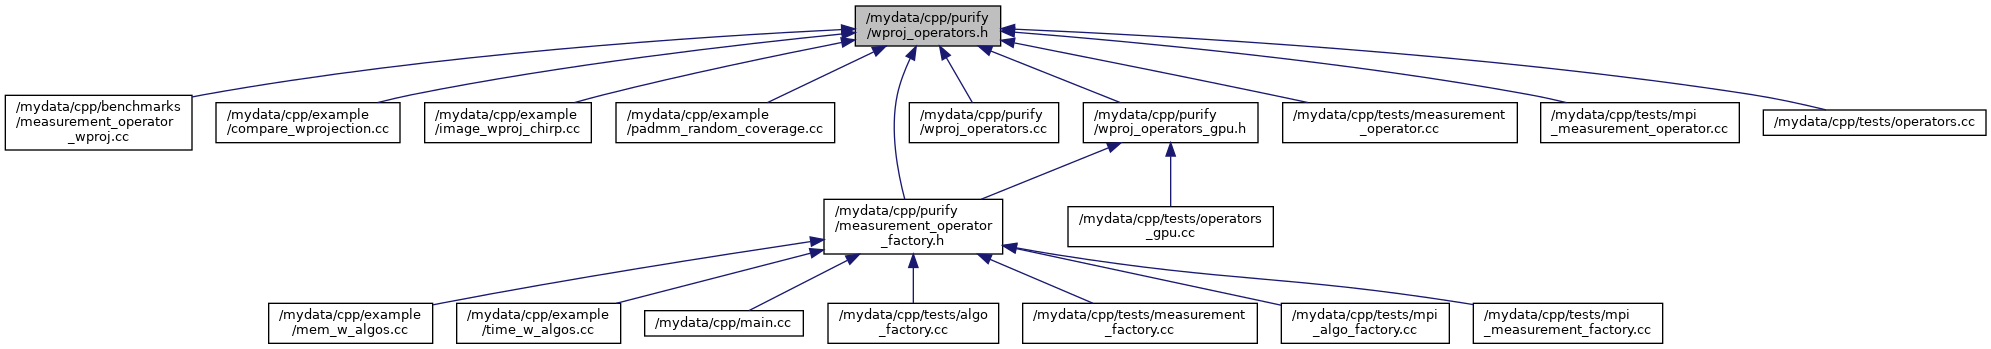 /mydata/cpp/purify
/wproj_operators.h
/mydata/cpp/benchmarks
/measurement_operator
_wproj.cc
/mydata/cpp/example
/compare_wprojection.cc
/mydata/cpp/example
/image_wproj_chirp.cc
/mydata/cpp/example
/padmm_random_coverage.cc
/mydata/cpp/purify
/wproj_operators.cc
/mydata/cpp/purify
/wproj_operators_gpu.h
/mydata/cpp/tests/measurement
_operator.cc
/mydata/cpp/tests/mpi
_measurement_operator.cc
/mydata/cpp/tests/operators.cc
/mydata/cpp/purify
/measurement_operator
_factory.h
/mydata/cpp/tests/operators
_gpu.cc
/mydata/cpp/example
/mem_w_algos.cc
/mydata/cpp/example
/time_w_algos.cc
/mydata/cpp/main.cc
/mydata/cpp/tests/algo
_factory.cc
/mydata/cpp/tests/measurement
_factory.cc
/mydata/cpp/tests/mpi
_algo_factory.cc
/mydata/cpp/tests/mpi
_measurement_factory.cc